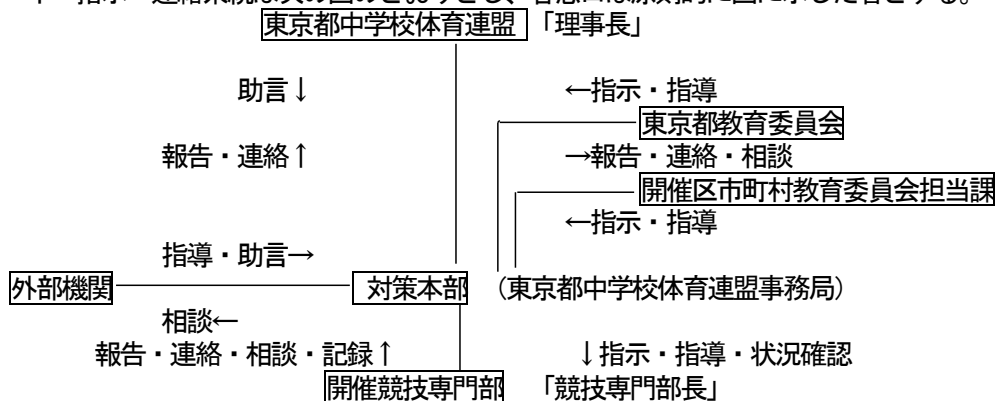 東京都中学校体育連盟 「理事長」
助言↓ ←指示・指導
東京都教育委員会
報告・連絡↑ →報告・連絡・相談
開催区市町村教育委員会担当課
←指示・指導
指導・助言→
外部機関 対策本部 (東京都中学校体育連盟事務局)
相談←
報告・連絡・相談・記録↑ ↓指示・指導・状況確認
開催競技専門部 「競技専門部長」